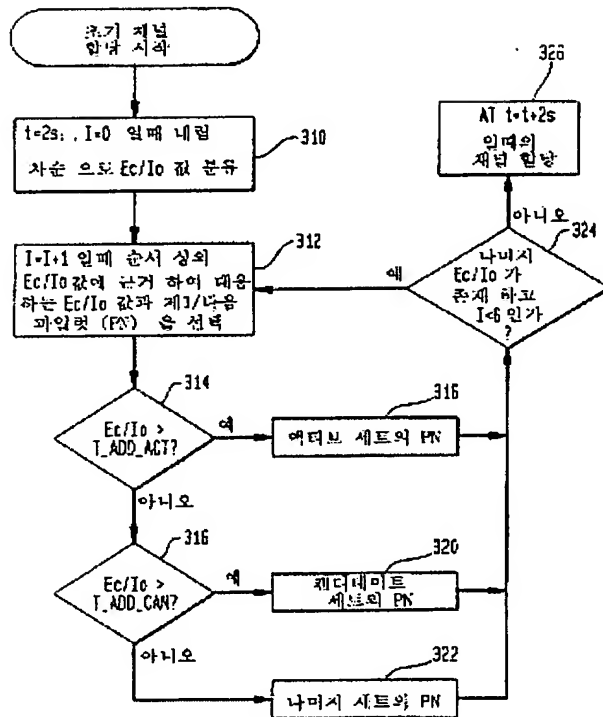 초기 채널
할당 시작
t=2s; , I=0 일때 내림
차순 으로 Ec/Io 값 분류
310
I=I+1 일때 순서 상의
Ec/Io 값에 근거 하여 대응
하는 Ec/Io 값과 제1/다음
파일럿 (PN) 을 선택
312
Ec/Io >
T_ADD_ACT?
314
예
액티브 세트의 PN
316
아니오
Ec/Io >
T_ADD_CAN?
316
예
캔디데이트
세트의 PN
320
아니오
나머지 세트의 PN
322
나머지
Ec/Io 가
존재 하고
I<6 인가
?
324
예
아니오
AT t=t+2s
일때의
채널 할당
326